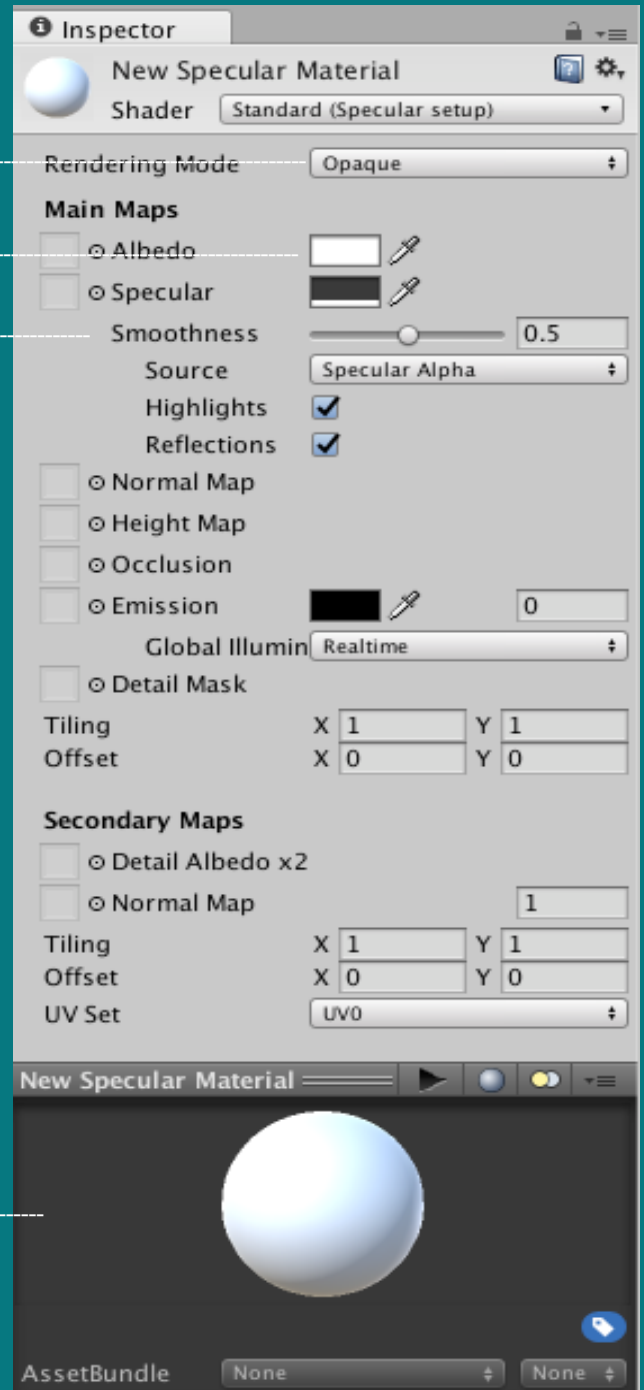 Inspector
New Specular Material
Shader Standard (Specular setup)
Rendering Mode Opaque
Main Maps
Albedo
Specular
Smoothness 0.5
Source Specular Alpha
Highlights
Reflections
Normal Map
Height Map
Occlusion
Emission 0
Global Illumin Realtime
Detail Mask
Tiling X 1 Y 1
Offset X 0 Y 0
Secondary Maps
Detail Albedo x2
Normal Map 1
Tiling X 1 Y 1
Offset X 0 Y 0
UV Set UV0
New Specular Material
AssetBundle None None